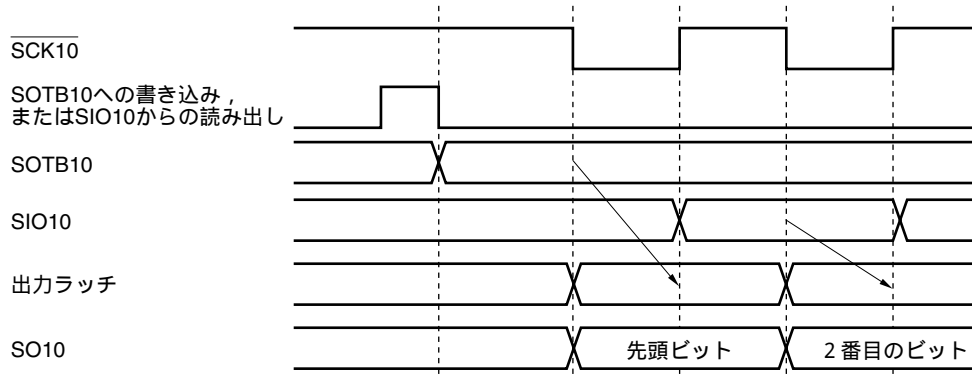 SCK10
SOTB10への書き込み，
またはSIO10からの読み出し
SOTB10
SIO10
出力ラッチ
SO10
先頭ビット
2番目のビット